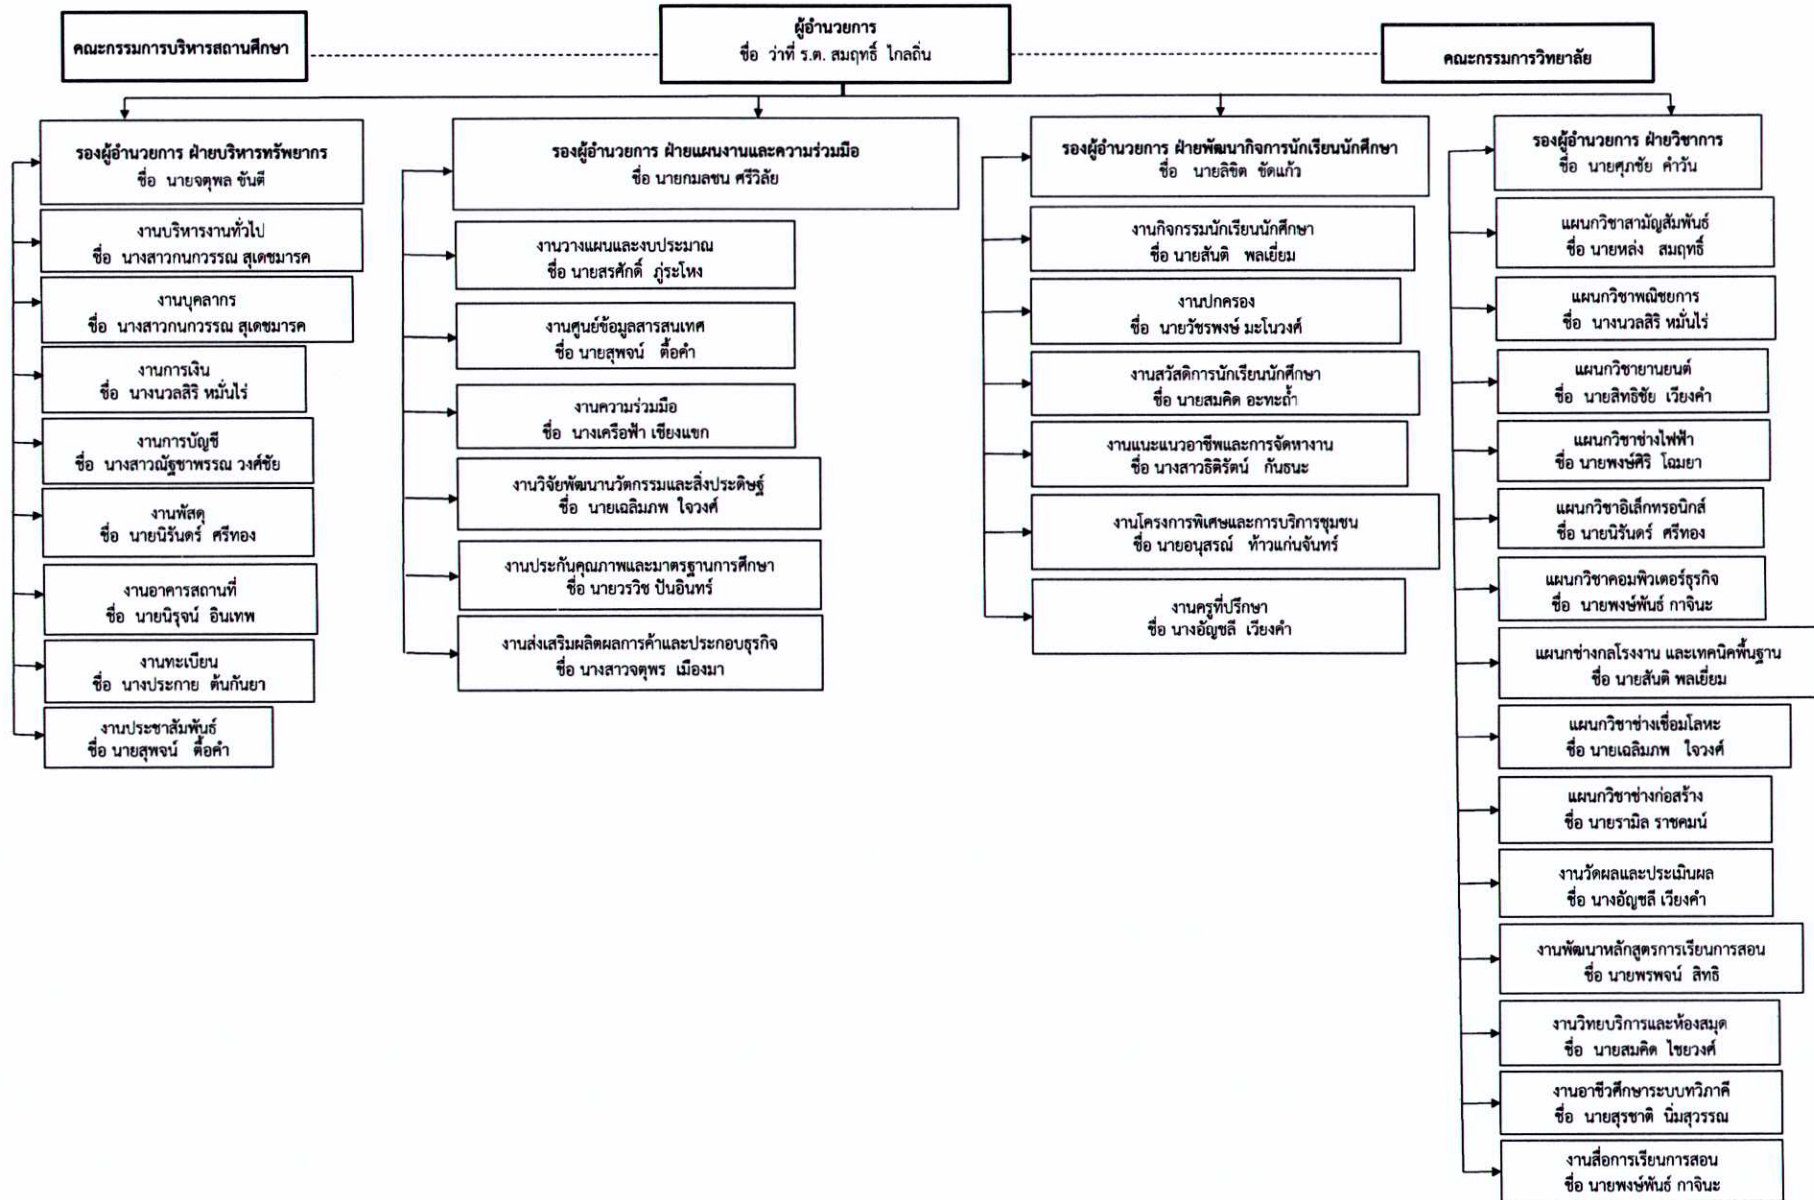 คณะกรรมการบริหารสถานศึกษา
ผู้อำนวยการ
ชื่อ ว่าที่ ร.ต. สมฤทธิ์ ไกลถิ่น
คณะกรรมการวิทยาลัย
รองผู้อำนวยการ ฝ่ายบริหารทรัพยากร
ชื่อ นายจตุพล ขันตี
งานบริหารงานทั่วไป
ชื่อ นางสาวกนกวรรณ สุเดชมารค
งานบุคลากร
ชื่อ นางสาวกนกวรรณ สุเดชมารค
งานการเงิน
ชื่อ นางนวลสิริ หมั่นไร่
งานการบัญชี
ชื่อ นางสาวณัฐชาพรรณ วงศ์ชัย
งานพัสดุ
ชื่อ นายนิรันดร์ ศรีทอง
งานอาคารสถานที่
ชื่อ นายนิรุจน์ อินเทพ
งานทะเบียน
ชื่อ นางประกาย ต้นกันยา
งานประชาสัมพันธ์
ชื่อ นายสุพจน์ ตื้อคำ
รองผู้อำนวยการ ฝ่ายแผนงานและความร่วมมือ
ชื่อ นายกมลชน ศรีวิลัย
งานวางแผนและงบประมาณ
ชื่อ นายสรศักดิ์ ภู่ระโหง
งานศูนย์ข้อมูลสารสนเทศ
ชื่อ นายสุพจน์ ตื้อคำ
งานความร่วมมือ
ชื่อ นางเครือฟ้า เชียงแขก
งานวิจัยพัฒนานวัตกรรมและสิ่งประดิษฐ์
ชื่อ นายเฉลิมภพ ใจวงศ์
งานประกันคุณภาพและมาตรฐานการศึกษา
ชื่อ นายวรวิช ปันอินทร์
งานส่งเสริมผลิตผลการค้าและประกอบธุรกิจ
ชื่อ นางสาวจตุพร เมืองมา
รองผู้อำนวยการ ฝ่ายพัฒนากิจการนักเรียนนักศึกษา
ชื่อ นายลิขิต ขัดแก้ว
งานกิจกรรมนักเรียนนักศึกษา
ชื่อ นายสันติ พลเยี่ยม
งานปกครอง
ชื่อ นายวัชรพงษ์ มะโนวงศ์
งานสวัสดิการนักเรียนนักศึกษา
ชื่อ นายสมคิด อะทะถ้ำ
งานแนะแนวอาชีพและการจัดหางาน
ชื่อ นางสาวธิติรัตน์ กันธนะ
งานโครงการพิเศษและการบริการชุมชน
ชื่อ นายอนุสรณ์ ท้าวแก่นจันทร์
งานครูที่ปรึกษา
ชื่อ นางอัญชลี เวียงคำ
รองผู้อำนวยการ ฝ่ายวิชาการ
ชื่อ นายศุภชัย คำวัน
แผนกวิชาสามัญสัมพันธ์
ชื่อ นายหล่ง สมฤทธิ์
แผนกวิชาพณิชยการ
ชื่อ นางนวลสิริ หมั่นไร่
แผนกวิชายานยนต์
ชื่อ นายสิทธิชัย เวียงคำ
แผนกวิชาช่างไฟฟ้า
ชื่อ นายพงษ์ศิริ โฉมยา
แผนกวิชาอิเล็กทรอนิกส์
ชื่อ นายนิรันดร์ ศรีทอง
แผนกวิชาคอมพิวเตอร์ธุรกิจ
ชื่อ นายพงษ์พันธ์ กาจินะ
แผนกช่างกลโรงงาน และเทคนิคพื้นฐาน
ชื่อ นายสันติ พลเยี่ยม
แผนกวิชาช่างเชื่อมโลหะ
ชื่อ นายเฉลิมภพ ใจวงศ์
แผนกวิชาช่างก่อสร้าง
ชื่อ นายรามิล ราชคมน์
งานวัดผลและประเมินผล
ชื่อ นางอัญชลี เวียงคำ
งานพัฒนาหลักสูตรการเรียนการสอน
ชื่อ นายพรพจน์ สิทธิ
งานวิทยบริการและห้องสมุด
ชื่อ นายสมคิด ไชยวงศ์
งานอาชีวศึกษาระบบทวิภาคี
ชื่อ นายสุรชาติ นิ่มสุวรรณ
งานสื่อการเรียนการสอน
ชื่อ นายพงษ์พันธ์ กาจินะ